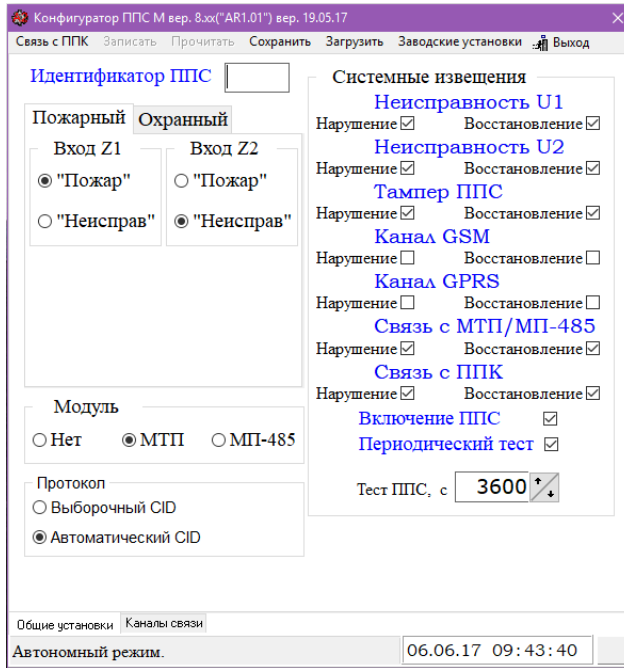 Конфигуратор ППС М вер. 8.xx("AR1.01") вер. 19.05.17
Связь с ППК Записать Прочитать Сохранить Загрузить Заводские установки Выход
Идентификатор ППС
Пожарный Охранный
Вход Z1 Вход Z2
"Пожар" "Пожар"
"Неисправ" "Неисправ"
Модуль
Нет МТП МП-485
Протокол
Выборочный CID
Автоматический CID
Системные извещения
Неисправность U1
Нарушение Восстановление
Неисправность U2
Нарушение Восстановление
Тампер ППС
Нарушение Восстановление
Канал GSM
Нарушение Восстановление
Канал GPRS
Нарушение Восстановление
Связь с МТП/МП-485
Нарушение Восстановление
Связь с ППК
Нарушение Восстановление
Включение ППС
Периодический тест
Тест ППС, с 3600
Общие установки Каналы связи
Автономный режим. 06.06.17 09:43:40